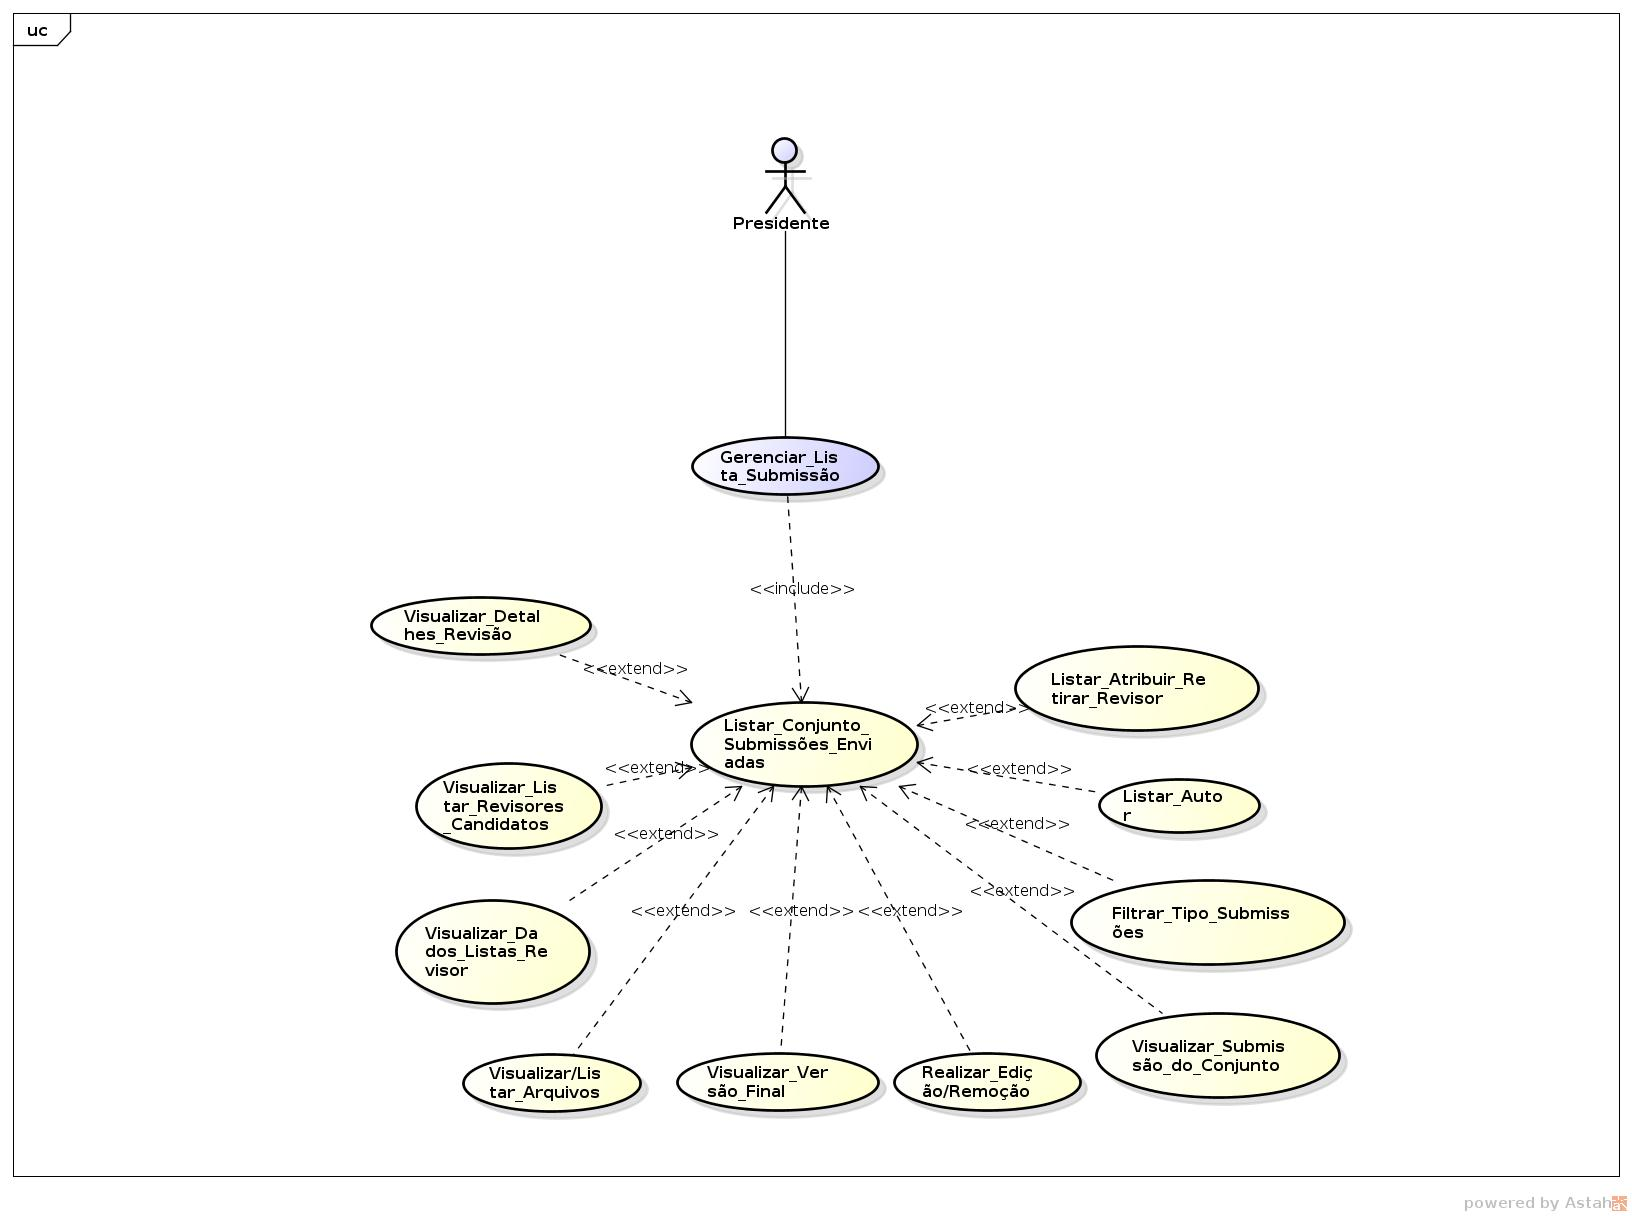 uc
Presidente
Gerenciar_Lis
ta_Submissão
<<include>>
Visualizar_Detal
hes_Revisão
<<extend>>
Listar_Atribuir_Re
tirar_Revisor
<<extend>>
Listar_Conjunto_
Submissões_Envi
adas
<<extend>>
<<extend>>
Visualizar_Lis
tar_Revisores
_Candidatos
Listar_Auto
r
<<extend>>
<<extend>>
<<extend>>
<<extend>>
<<extend>>
<<extend>>
Visualizar_Da
dos_Listas_Re
visor
Filtrar_Tipo_Submiss
ões
Visualizar/Lis
tar_Arquivos
Visualizar_Ver
são_Final
Realizar_Ediç
ão/Remoção
Visualizar_Submis
são_do_Conjunto
powered by Astah